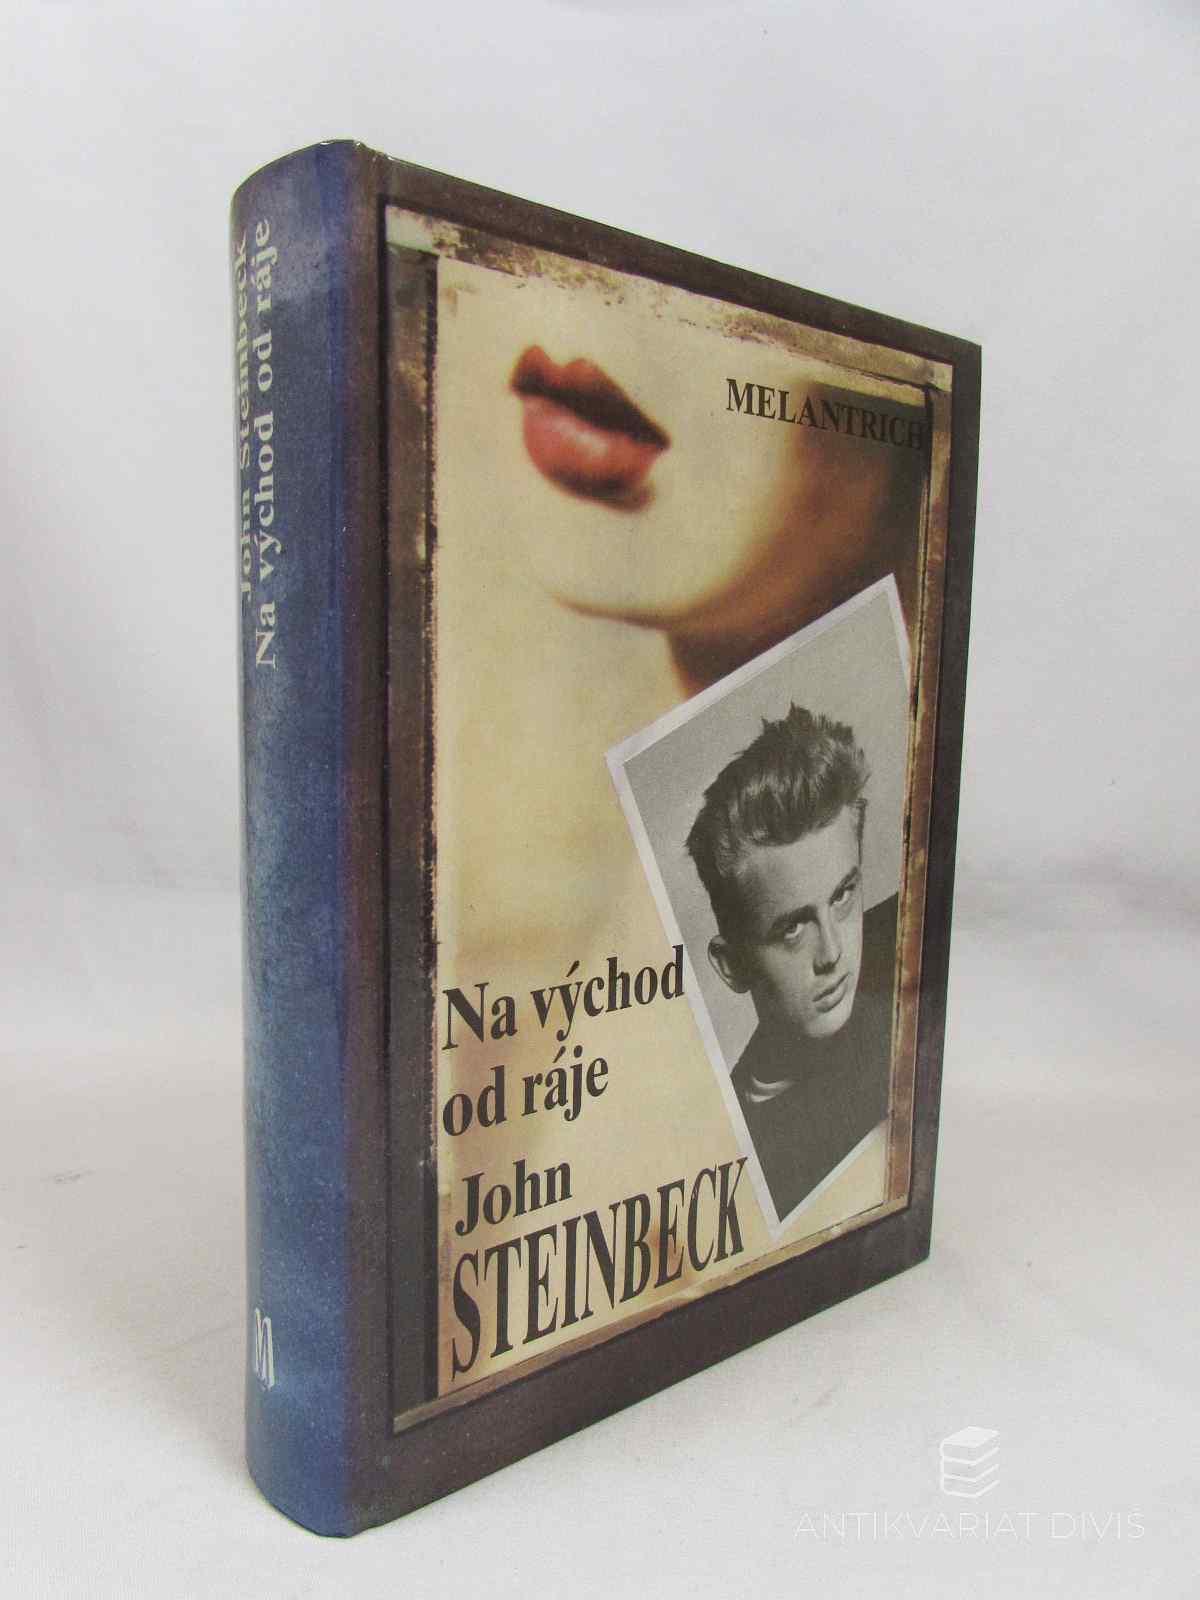 John Steinbeck
Na východ od ráje
MELANTRICH
Na východ
od ráje
John
STEINBECK
M
ANTIKVARIAT DIVIŠ